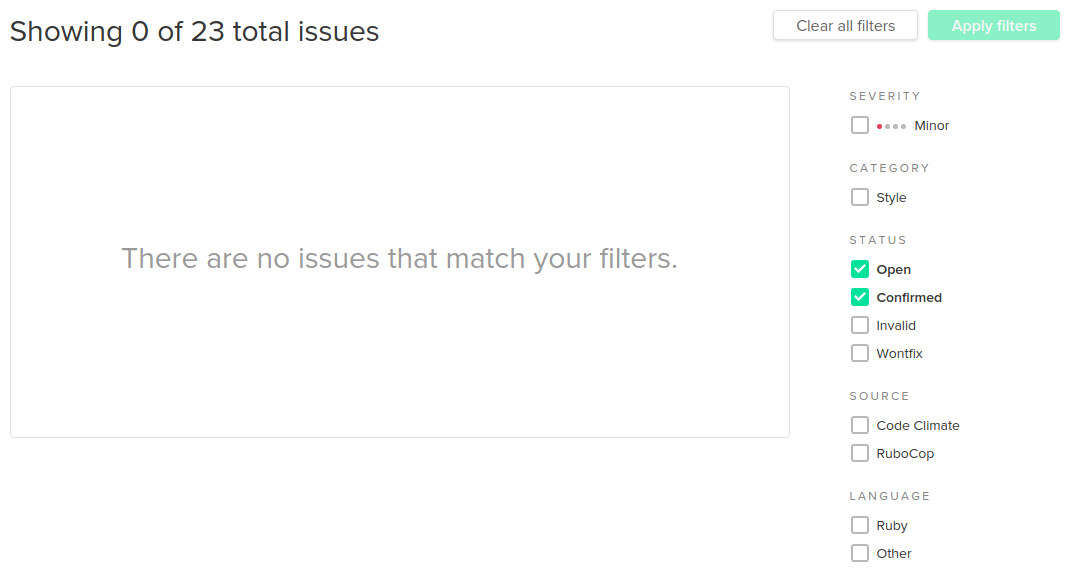 Showing 0 of 23 total issues
Clear all filters
Apply filters
There are no issues that match your filters.
SEVERITY
Minor
CATEGORY
Style
STATUS
Open
Confirmed
Invalid
Wontfix
SOURCE
Code Climate
RuboCop
LANGUAGE
Ruby
Other